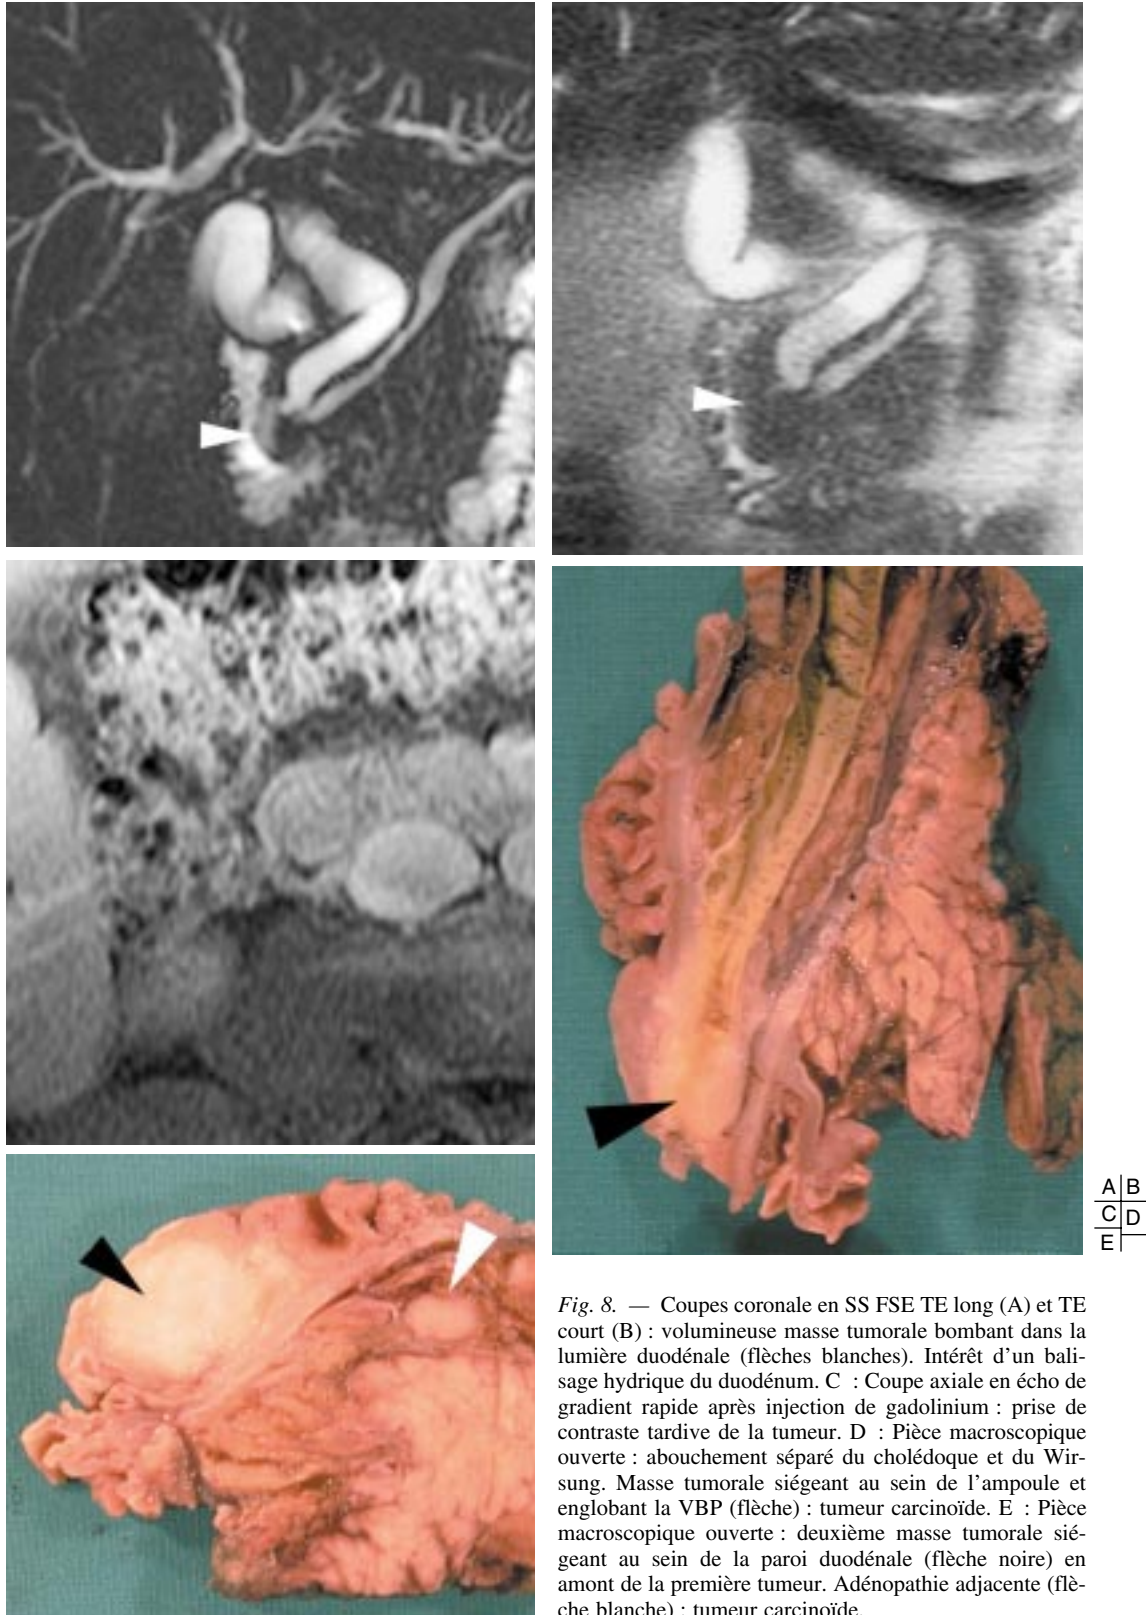 A B
C D
E
Fig. 8. — Coupes coronale en SS FSE TE long (A) et TE
court (B) : volumineuse masse tumorale bombant dans la
lumière duodénale (flèches blanches). Intérêt d'un bali-
sage hydrique du duodénum. C : Coupe axiale en écho de
gradient rapide après injection de gadolinium : prise de
contraste tardive de la tumeur. D : Pièce macroscopique
ouverte : abouchement séparé du cholédoque et du Wir-
sung. Masse tumorale siégeant au sein de l'ampoule et
englobant la VBP (flèche) : tumeur carcinoïde. E : Pièce
macroscopique ouverte : deuxième masse tumorale sié-
geant au sein de la paroi duodénale (flèche noire) en
amont de la première tumeur. Adénopathie adjacente (flè-
che blanche) : tumeur carcinoïde.